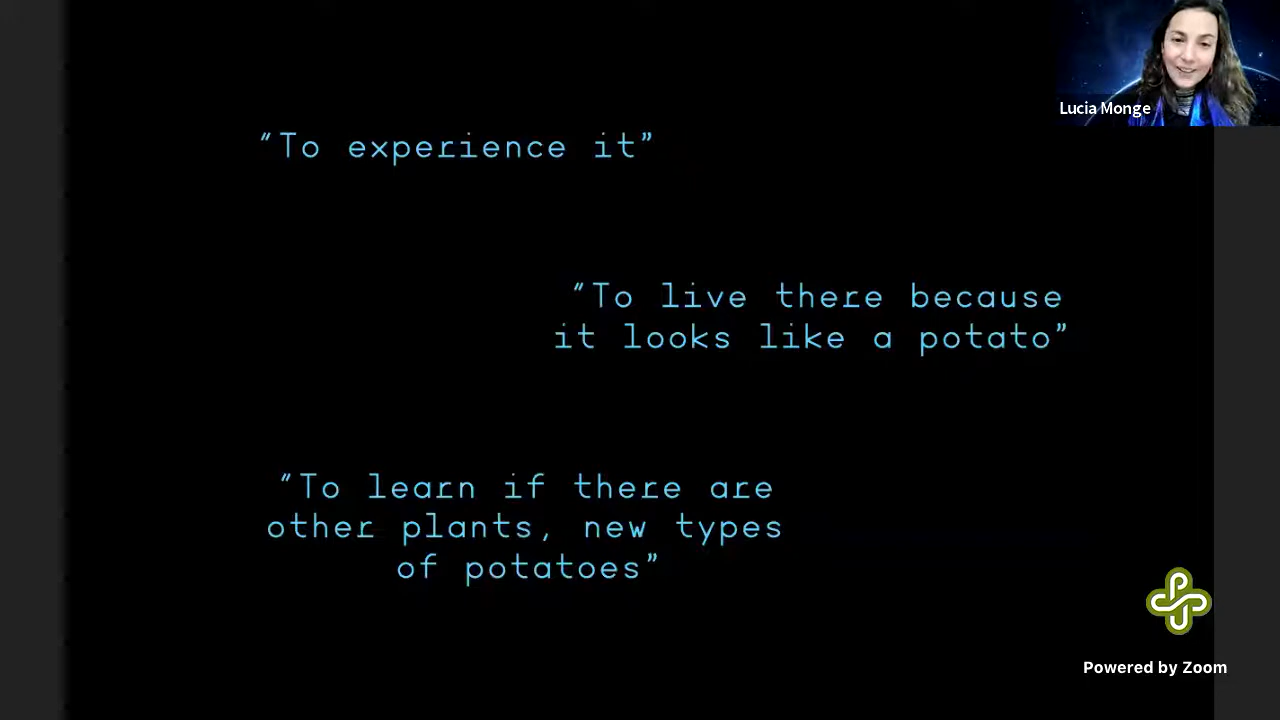 Lucia Monge
“To experience it”
“To live there because
it looks like a potato”
“To learn if there are
other plants, new types
of potatoes”
PSU
Powered by Zoom